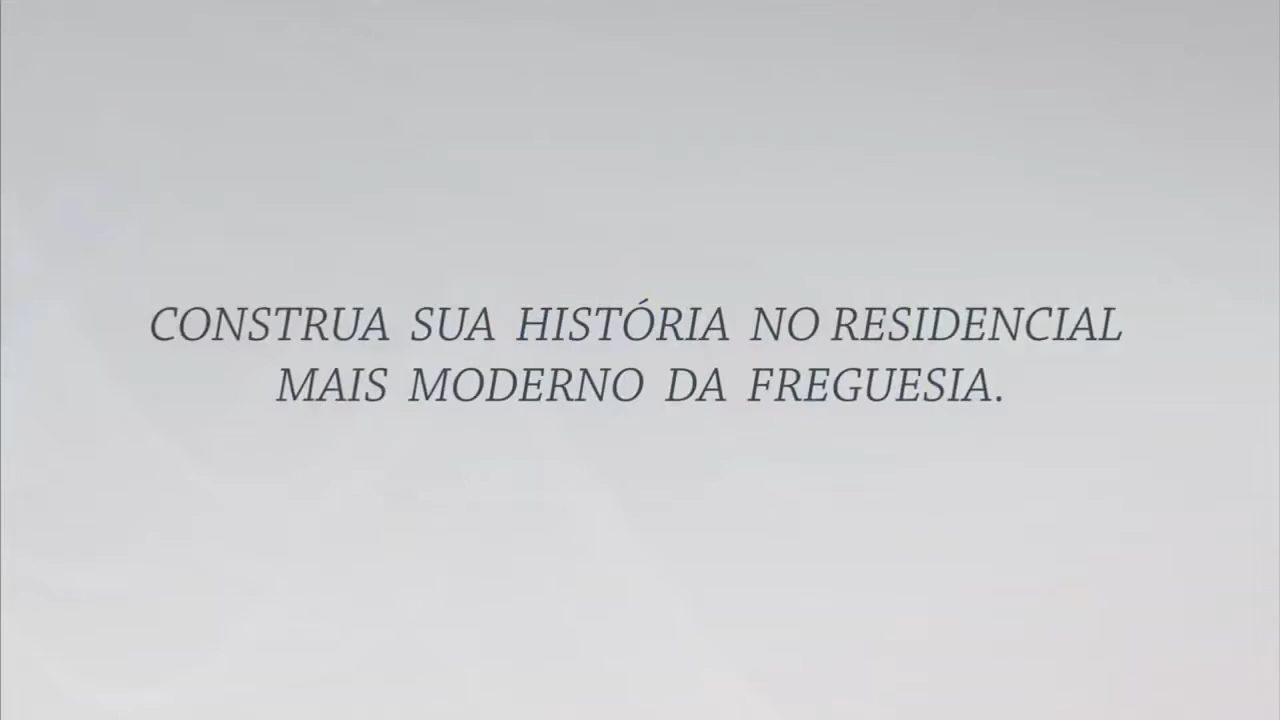 CONSTRUA SUA HISTÓRIA NO RESIDENCIAL
MAIS MODERNO DA FREGUESIA.